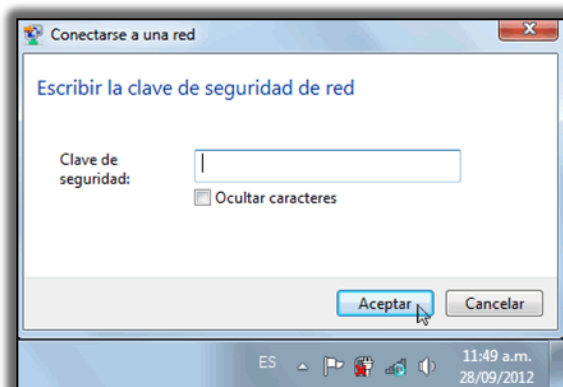 Conectarse a una red
Escribir la clave de seguridad de red
Clave de
seguridad:
Ocultar caracteres
Aceptar
Cancelar
ES
11:49 a.m.
28/09/2012